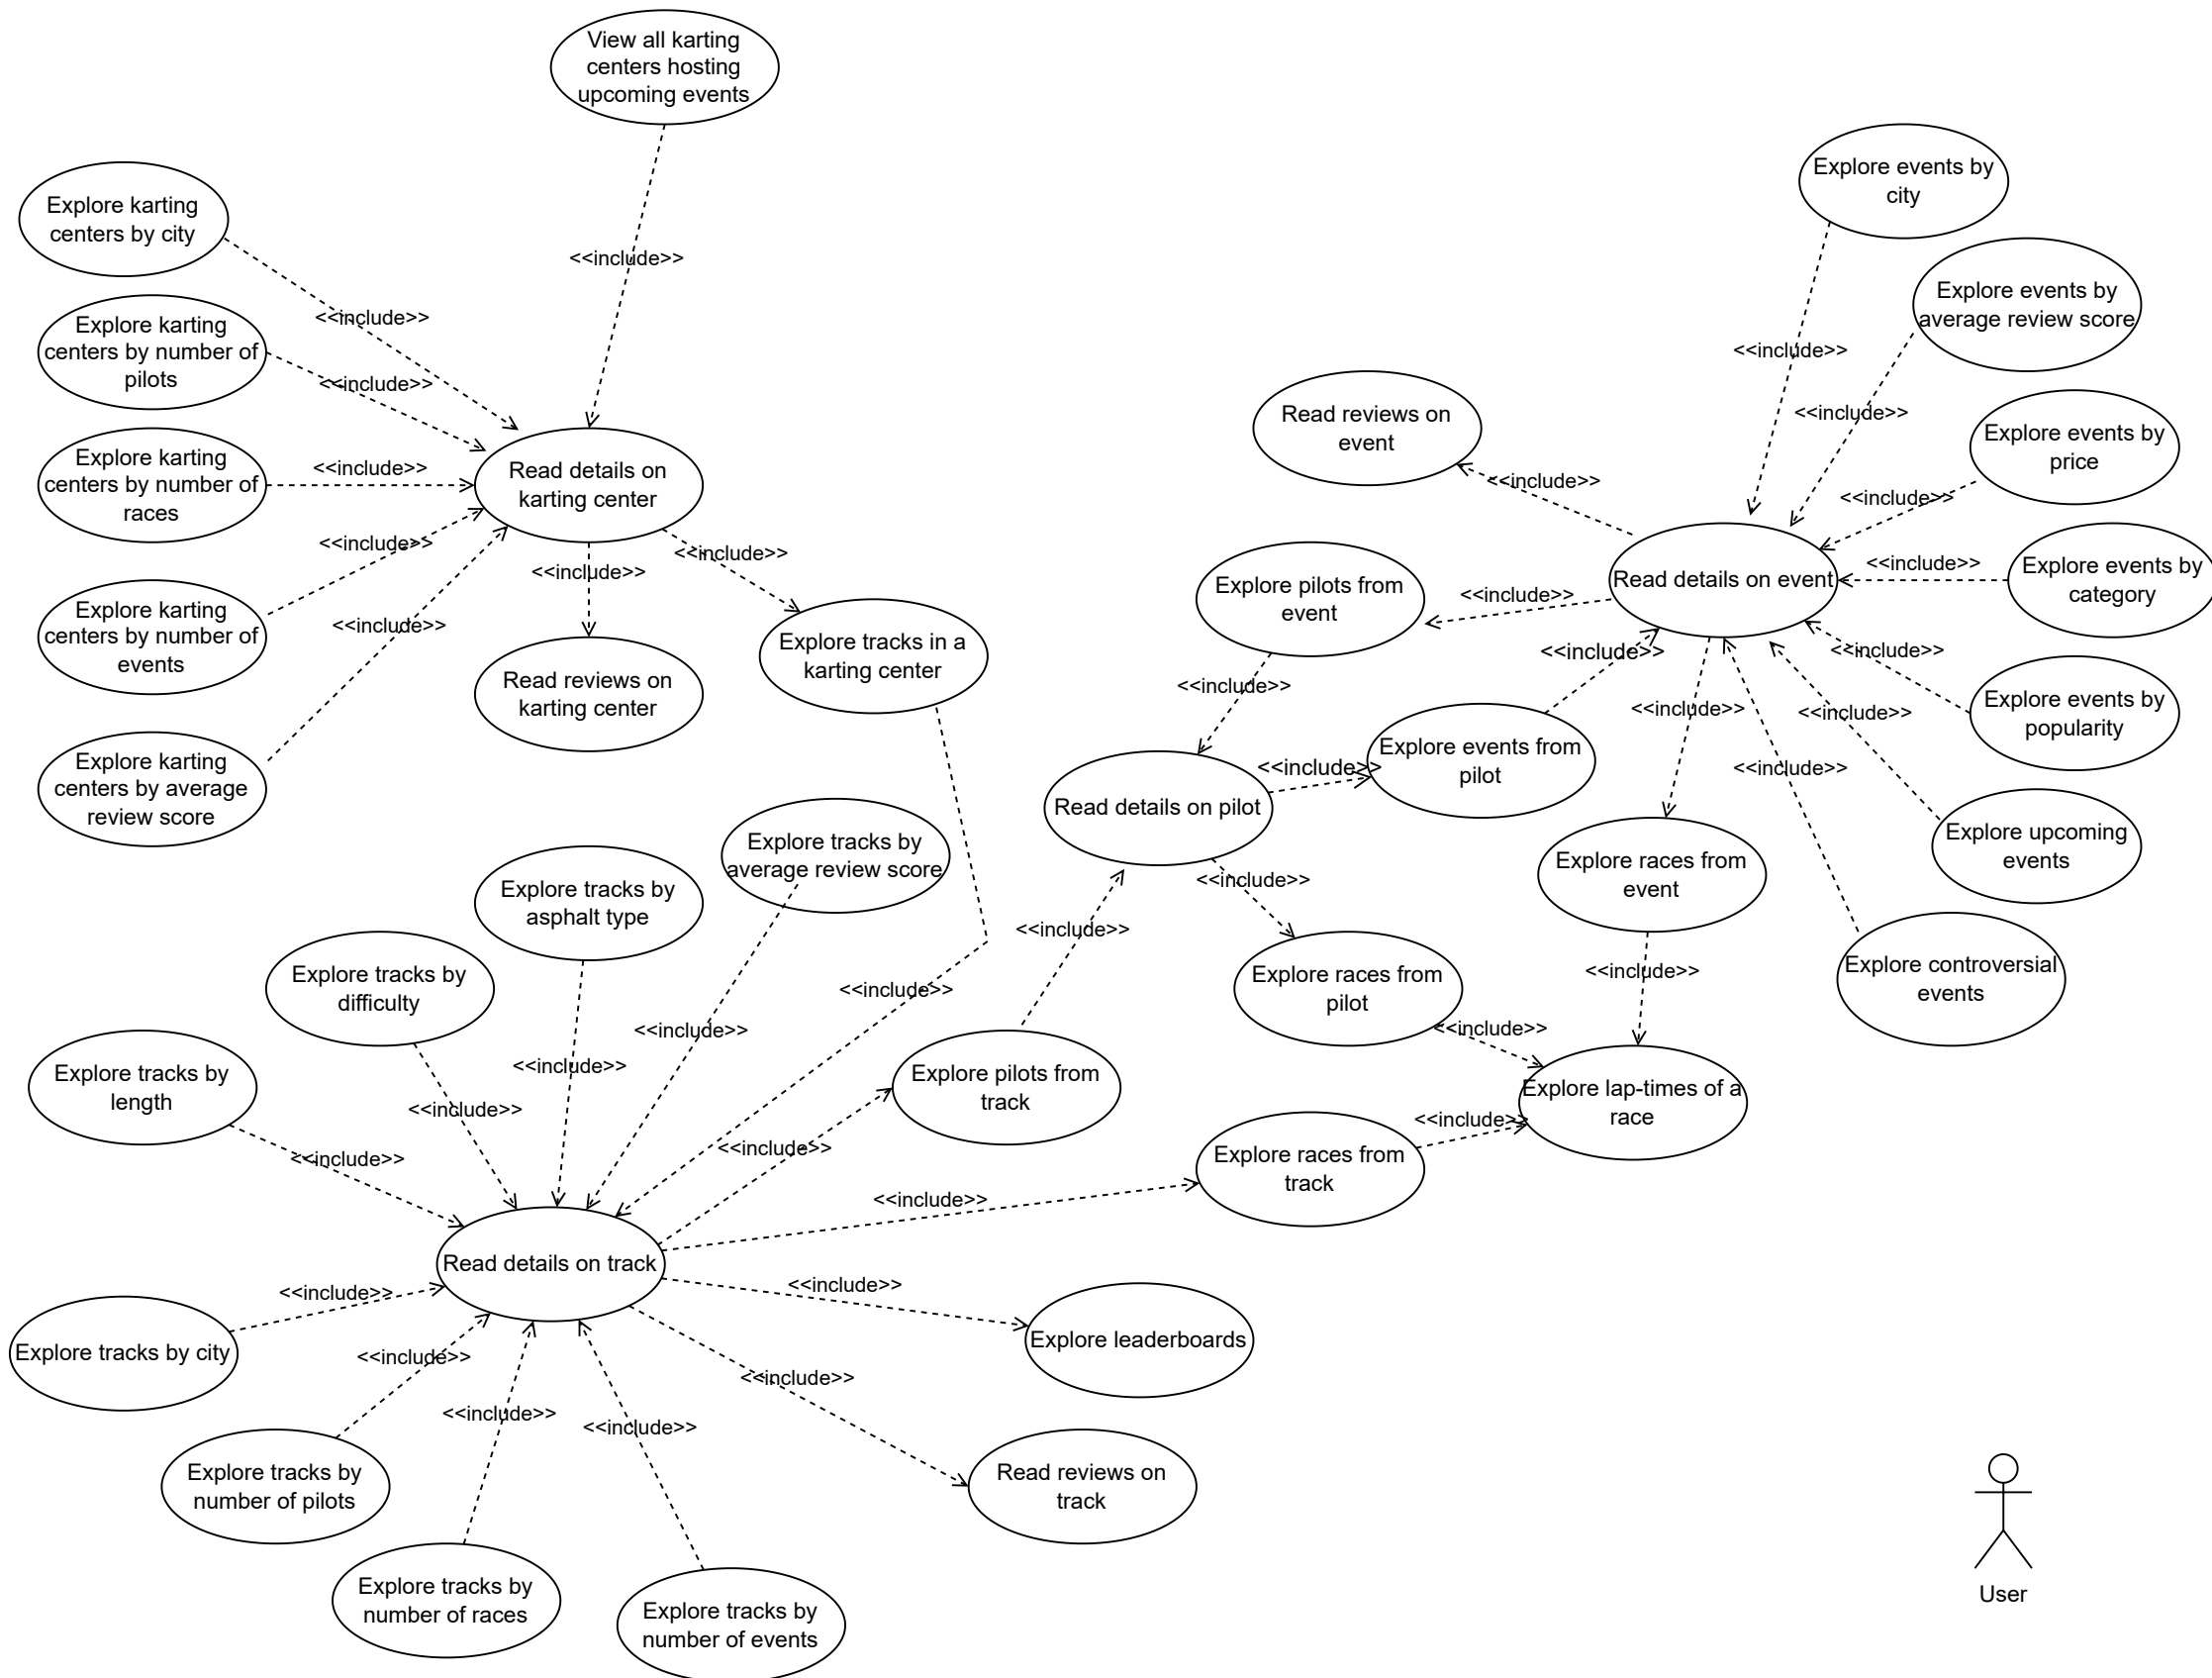 View all karting
centers hosting
upcoming events
Explore karting
centers by city
<<include>>
<<include>>
Explore karting
centers by number of
pilots
<<include>>
Explore karting
centers by number of
races
<<include>>
Read details on
karting center
<<include>>
Explore karting
centers by number of
events
<<include>>
Explore karting
centers by average
review score
<<include>>
<<include>>
Read reviews on
karting center
Explore tracks in a
karting center
Explore events by
city
<<include>>
Explore events by
average review score
<<include>>
Explore events by
price
<<include>>
Read reviews on
event
<<include>>
Read details on event
<<include>>
Explore events by
category
Explore pilots from
event
<<include>>
<<include>>
<<include>>
Explore events by
popularity
<<include>>
<<include>>
<<include>>
Explore events from
pilot
<<include>>
Read details on pilot
<<include>>
Explore upcoming
events
Explore races from
event
<<include>>
Explore controversial
events
<<include>>
Explore races from
pilot
<<include>>
<<include>>
Explore lap-times of a
race
<<include>>
Explore races from
track
Explore tracks by
average review score
Explore tracks by
asphalt type
Explore tracks by
difficulty
<<include>>
<<include>>
Explore tracks by
length
<<include>>
<<include>>
<<include>>
Explore pilots from
track
<<include>>
<<include>>
Read details on track
<<include>>
<<include>>
Explore leaderboards
Explore tracks by city
<<include>>
<<include>>
Read reviews on
track
Explore tracks by
number of pilots
<<include>>
<<include>>
Explore tracks by
number of races
Explore tracks by
number of events
User